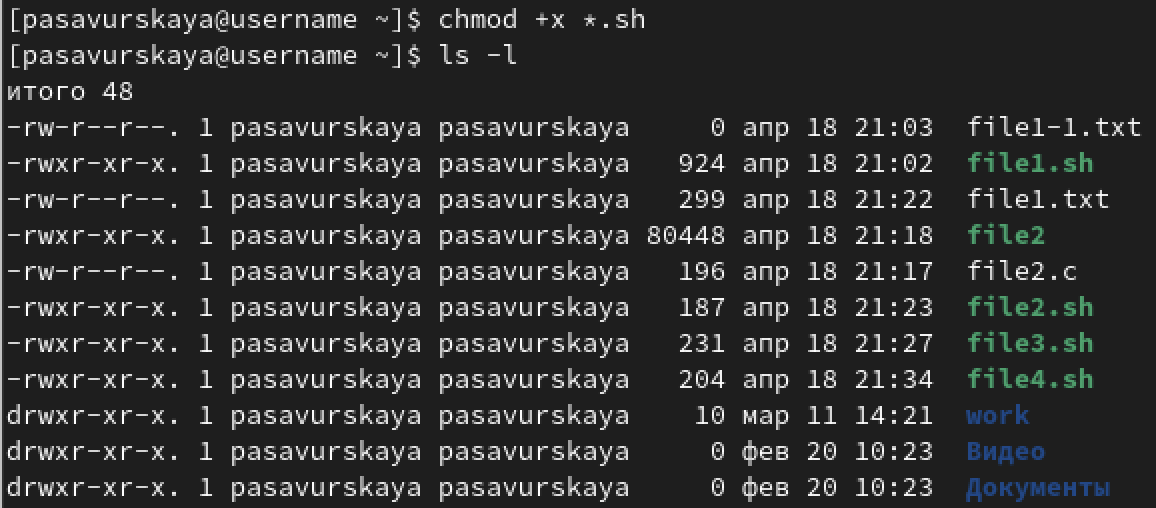 [pasavurskaya@username ~]$ chmod +x *.sh
[pasavurskaya@username ~]$ ls -l
итого 48
-rw-r--r--. 1 pasavurskaya pasavurskaya     0 апр 18 21:03  file1-1.txt
-rwxr-xr-x. 1 pasavurskaya pasavurskaya   924 апр 18 21:02  file1.sh
-rw-r--r--. 1 pasavurskaya pasavurskaya   299 апр 18 21:22  file1.txt
-rwxr-xr-x. 1 pasavurskaya pasavurskaya 80448 апр 18 21:18  file2
-rw-r--r--. 1 pasavurskaya pasavurskaya   196 апр 18 21:17  file2.c
-rwxr-xr-x. 1 pasavurskaya pasavurskaya   187 апр 18 21:23  file2.sh
-rwxr-xr-x. 1 pasavurskaya pasavurskaya   231 апр 18 21:27  file3.sh
-rwxr-xr-x. 1 pasavurskaya pasavurskaya   204 апр 18 21:34  file4.sh
drwxr-xr-x. 1 pasavurskaya pasavurskaya    10 мар 11 14:21  work
drwxr-xr-x. 1 pasavurskaya pasavurskaya     0 фев 20 10:23  Видео
drwxr-xr-x. 1 pasavurskaya pasavurskaya     0 фев 20 10:23  Документы